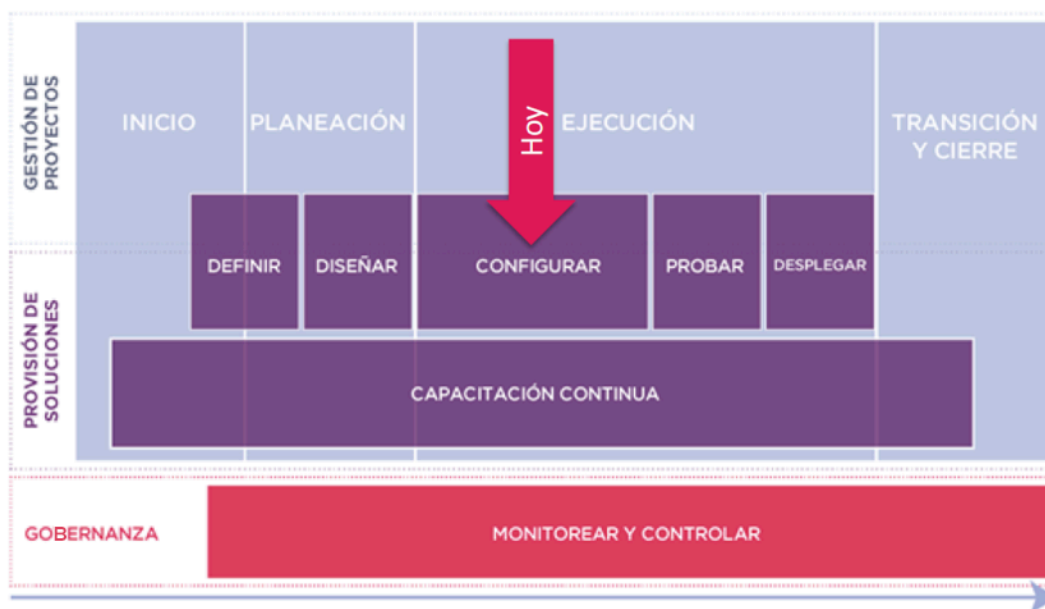 GESTIÓN DE
PROYECTOS
INICIO
PLANEACIÓN
Hoy
EJECUCIÓN
TRANSICIÓN
Y CIERRE
PROVISIÓN DE
SOLUCIONES
DEFINIR
DISEÑAR
CONFIGURAR
PROBAR
DESPLEGAR
CAPACITACIÓN CONTINUA
GOBERNANZA
MONITOREAR Y CONTROLAR